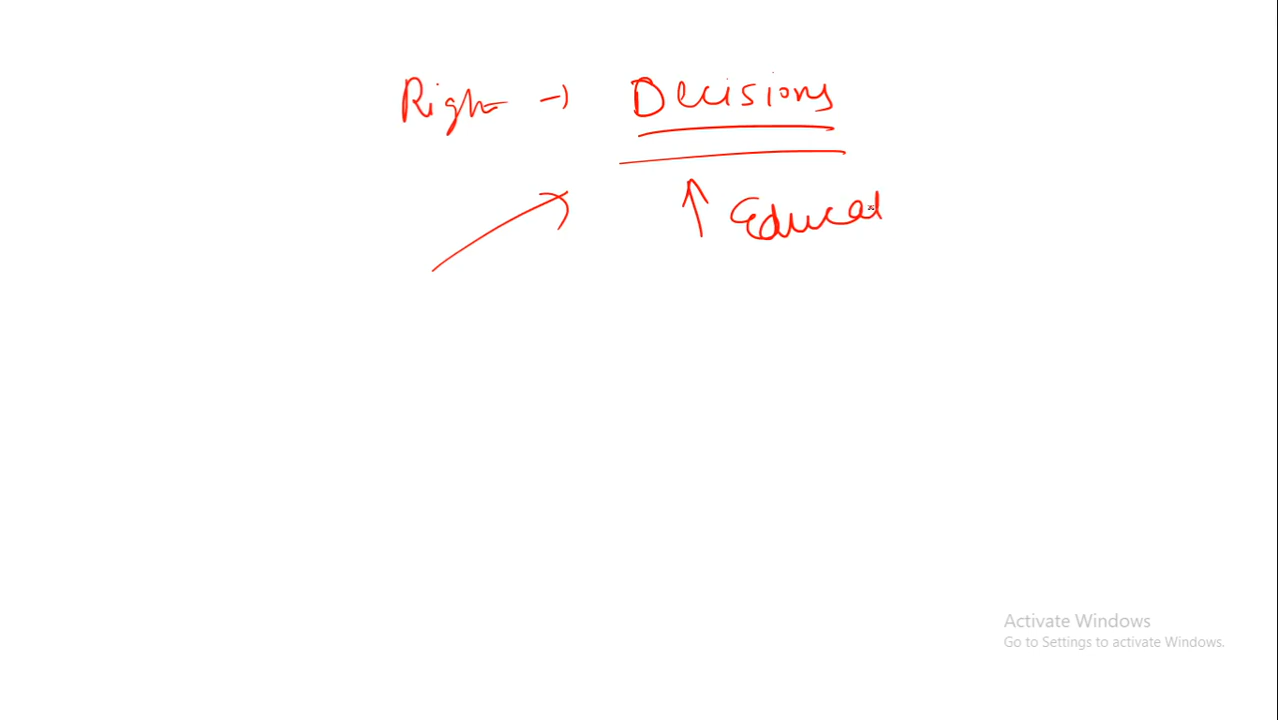 Right → Decisions
↑ Educat
Activate Windows
Go to Settings to activate Windows.